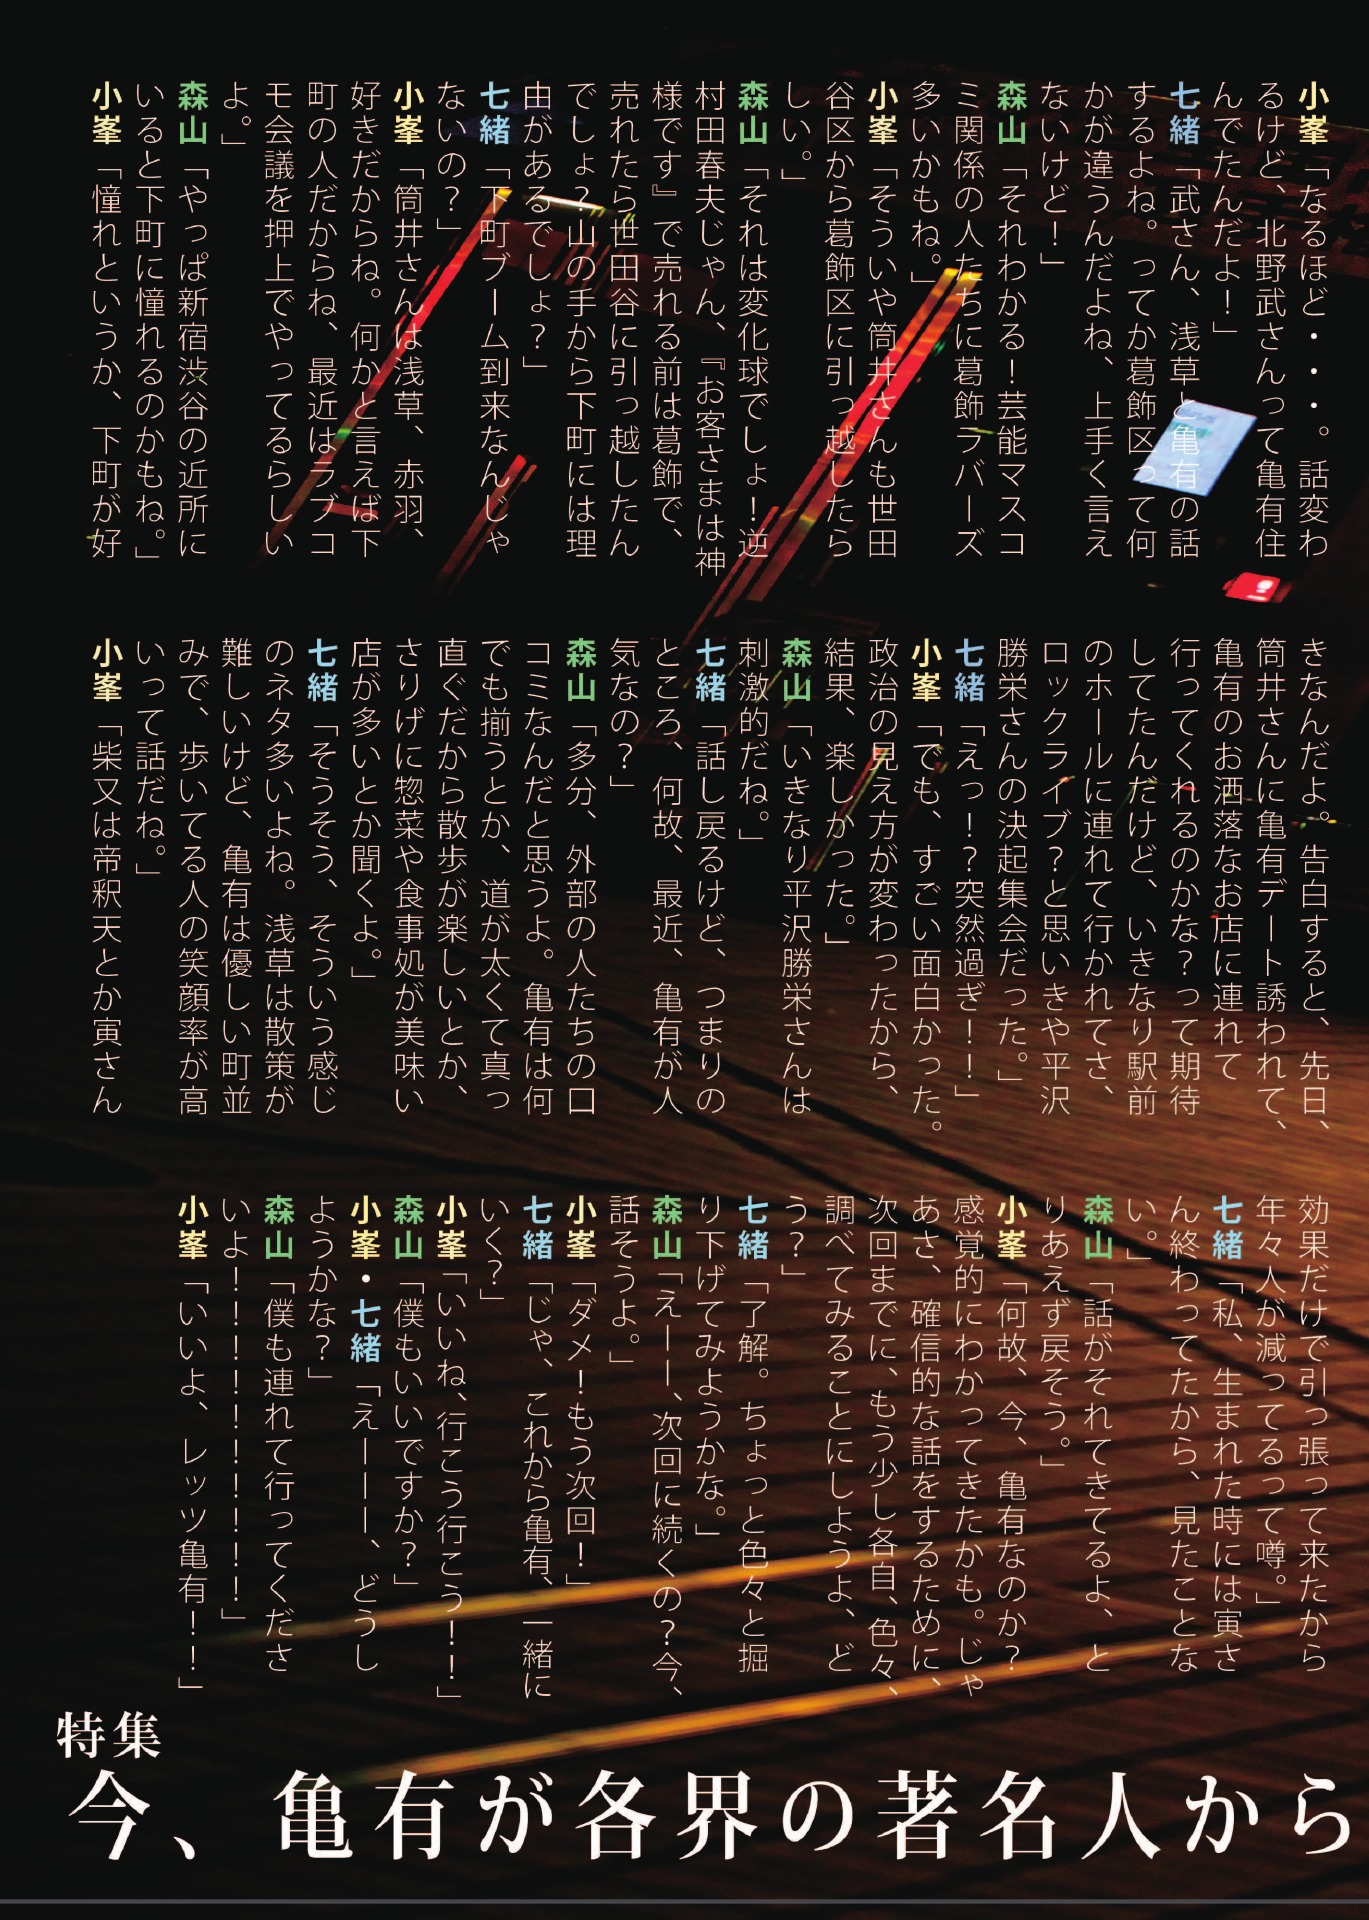 小峯「なるほど・・・。話変わ
るけど、北野武さんって亀有住
んでたんだよ！」
七緒「武さん、浅草と亀有の話
するよね。ってか葛飾区って何
かが違うんだよね、上手く言え
ないけど！」
森山「それわかる！芸能マスコ
ミ関係の人たちに葛飾ラバーズ
多いかもね。」
小峯「そういや筒井さんも世田
谷区から葛飾区に引っ越したら
しい。」
森山「それは変化球でしょ！逆
村田春夫じゃん、『お客さまは神
様です』で売れる前は葛飾で、
売れたら世田谷に引っ越したん
でしょ？山の手から下町には理
由があるでしょ？」
七緒「下町ブーム到来なんじゃ
ないの？」
小峯「筒井さんは浅草、赤羽、
好きだからね。何かと言えば下
町の人だからね、最近はラブコ
モ会議を押上でやってるらしい
よ。」
森山「やっぱ新宿渋谷の近所に
いると下町に憧れるのかもね。」
小峯「憧れというか、下町が好
きなんだよ。告白すると、先日、
筒井さんに亀有デート誘われて、
亀有のお洒落なお店に連れて
行ってくれるのかな？って期待
してたんだけど、いきなり駅前
のホールに連れて行かれてさ、
ロックライブ？と思いきや平沢
勝栄さんの決起集会だった。」
七緒「えっ！？突然過ぎ！！」
小峯「でも、すごい面白かった。
政治の見え方が変わったから、
結果、楽しかった。」
森山「いきなり平沢勝栄さんは
刺激的だね。」
七緒「話し戻るけど、つまりの
ところ、何故、最近、亀有が人
気なの？」
森山「多分、外部の人たちの口
コミなんだと思うよ。亀有は何
でも揃うとか、道が太くて真っ
直ぐだから散歩が楽しいとか、
さりげに惣菜や食事処が美味い
店が多いとか聞くよ。」
七緒「そうそう、そういう感じ
のネタ多いよね。浅草は散策が
難しいけど、亀有は優しい町並
みで、歩いてる人の笑顔率が高
いって話だね。」
小峯「柴又は帝釈天とか寅さん
効果だけで引っ張って来たから
年々人が減ってるって噂。」
七緒「私、生まれた時には寅さ
ん終わってたから、見たことな
い。」
森山「話がそれてきてるよ、と
りあえず戻そう。」
小峯「何故、今、亀有なのか？
感覚的にわかってきたかも。じゃ
あさ、確信的な話をするために、
次回までに、もう少し各自、色々、
調べてみることにしようよ、ど
う？」
七緒「了解。ちょっと色々と掘
り下げてみようかな。」
森山「えーー、次回に続くの？今、
話そうよ。」
小峯「ダメ！もう次回！」
七緒「じゃ、これから亀有、一緒に
いく？」
小峯「いいね、行こう行こう！！」
森山「僕もいいですか？」
小峯・七緒「えーーー、どうし
ようかな？」
森山「僕も連れて行ってくださ
いよ！！！！！！！！！！」
小峯「いいよ、レッツ亀有！！」
特集
今、亀有が各界の著名人から